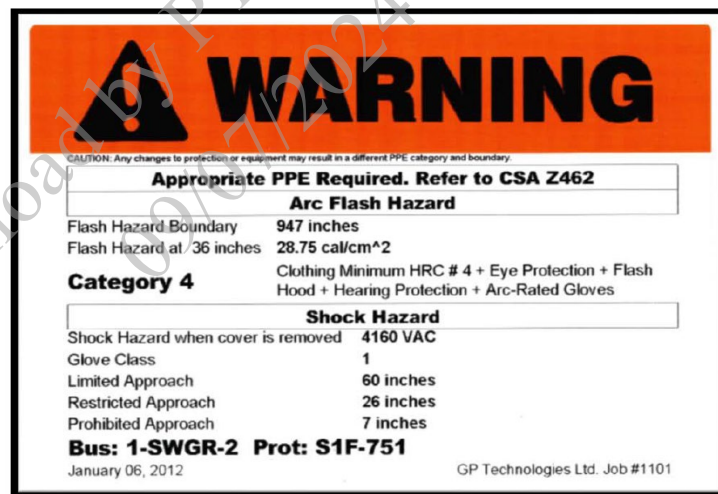 WARNING
CAUTION: Any changes to protection or equipment may result in a different PPE category and boundary.
Appropriate PPE Required. Refer to CSA Z462
Arc Flash Hazard
Flash Hazard Boundary 947 inches
Flash Hazard at 36 inches 28.75 cal/cm^2
Category 4 Clothing Minimum HRC # 4 + Eye Protection + Flash
Hood + Hearing Protection + Arc-Rated Gloves
Shock Hazard
Shock Hazard when cover is removed 4160 VAC
Glove Class 1
Limited Approach 60 inches
Restricted Approach 26 inches
Prohibited Approach 7 inches
Bus: 1-SWGR-2 Prot: S1F-751
January 06, 2012 GP Technologies Ltd. Job #1101
09/07/2024